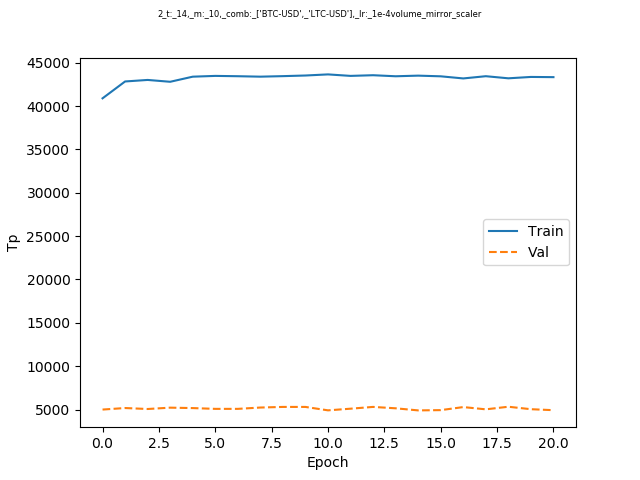 2_t:_14,_m:_10,_comb:_['BTC-USD',_'LTC-USD'],_lr:_1e-4volume_mirror_scaler
45000
40000
35000
30000
25000
20000
15000
10000
5000
Tp
Train
Val
0.0 2.5 5.0 7.5 10.0 12.5 15.0 17.5 20.0
Epoch